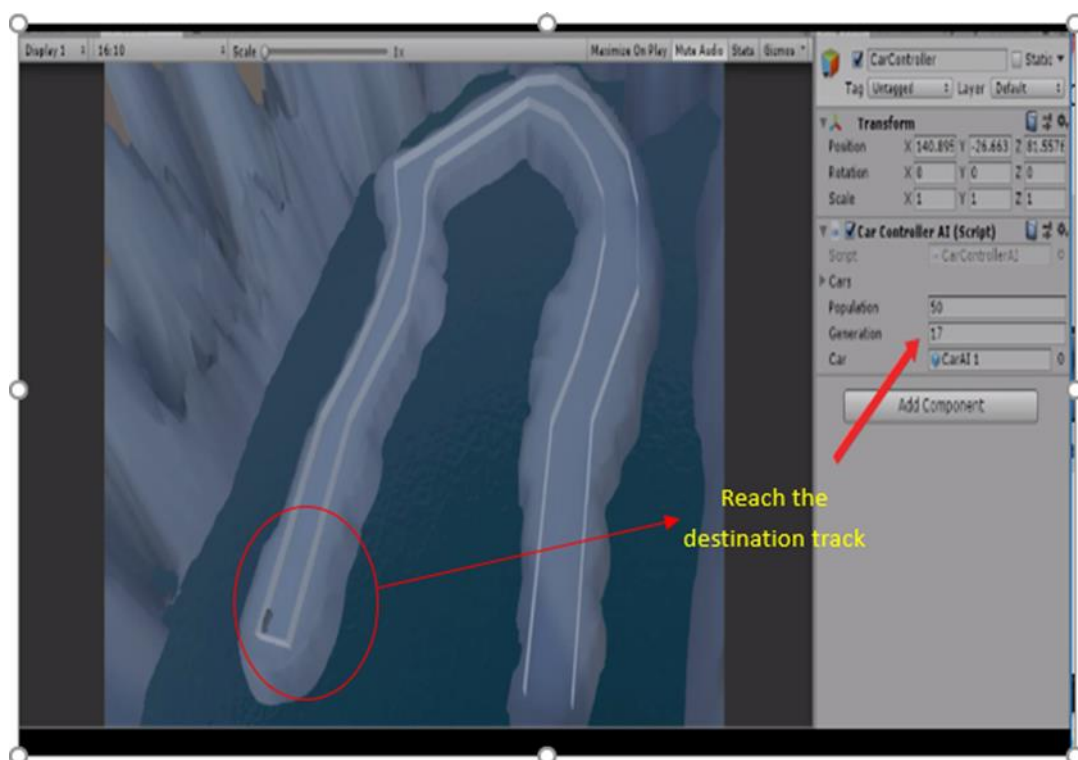 Display 1 16:10 Scale 1x Maximize On Play Mute Audio Stats Gizmos
CarController Static
Tag Untagged Layer Default
Transform
Position X 140.895 Y -26.663 Z 81.5576
Rotation X 0 Y 0 Z 0
Scale X 1 Y 1 Z 1
Car Controller AI (Script)
Script CarControllerAI
Cars
Population 50
Generation 17
Car CarAI 1
Add Component
Reach the
destination track